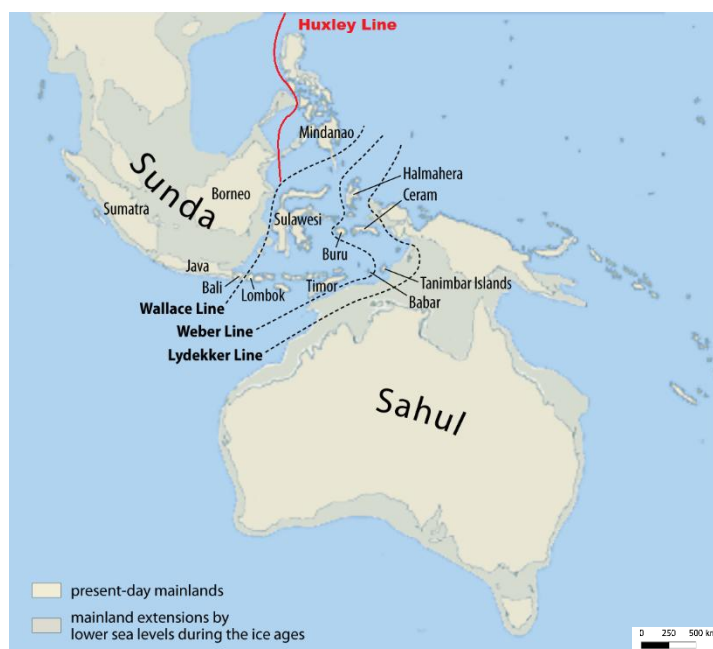 Huxley Line
Mindanao
Halmahera
Ceram
Sunda
Borneo
Sumatra
Sulawesi
Buru
Java
Bali
Lombok
Timor
Tanimbar Islands
Babar
Wallace Line
Weber Line
Lydekker Line
Sahul
present-day mainlands
mainland extensions by
lower sea levels during the ice ages
0 250 500 km